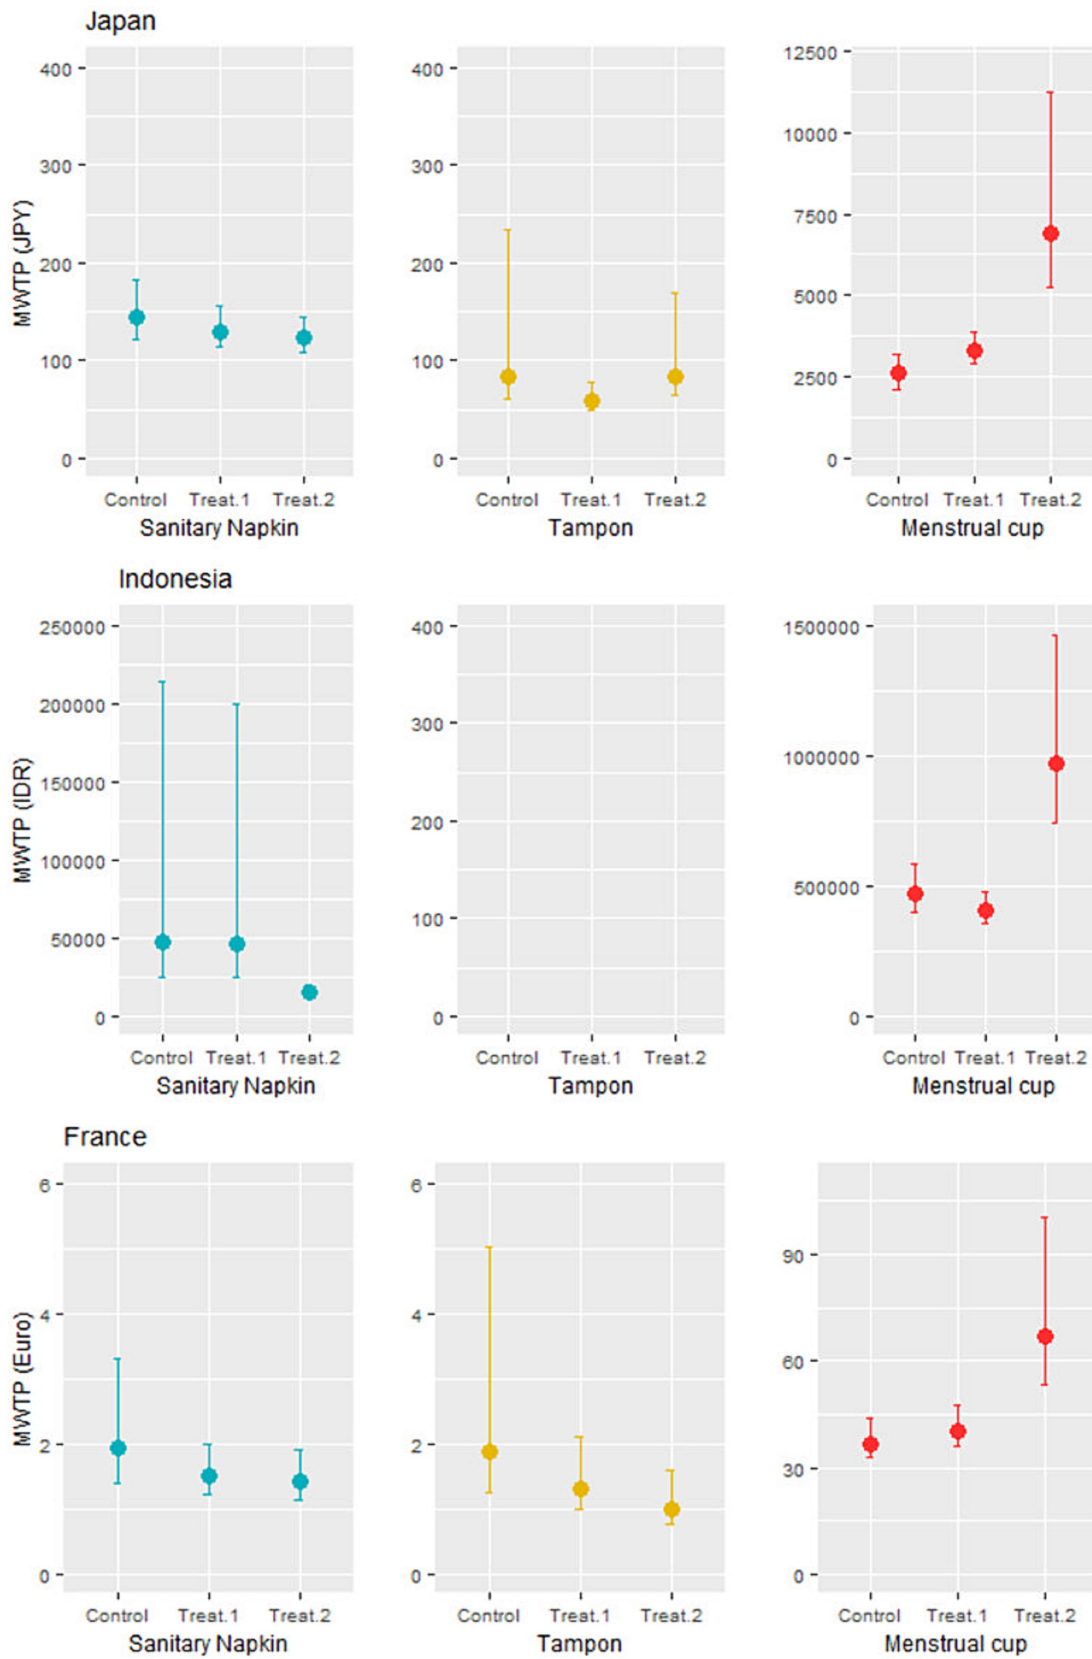 Japan
MWTP (JPY)
400
300
200
100
0
Control Treat.1 Treat.2
Sanitary Napkin
400
300
200
100
0
Control Treat.1 Treat.2
Tampon
12500
10000
7500
5000
2500
0
Control Treat.1 Treat.2
Menstrual cup
Indonesia
MWTP (IDR)
250000
200000
150000
100000
50000
0
Control Treat.1 Treat.2
Sanitary Napkin
400
300
200
100
0
Control Treat.1 Treat.2
Tampon
1500000
1000000
500000
0
Control Treat.1 Treat.2
Menstrual cup
France
MWTP (Euro)
6
4
2
0
Control Treat.1 Treat.2
Sanitary Napkin
6
4
2
0
Control Treat.1 Treat.2
Tampon
90
60
30
0
Control Treat.1 Treat.2
Menstrual cup